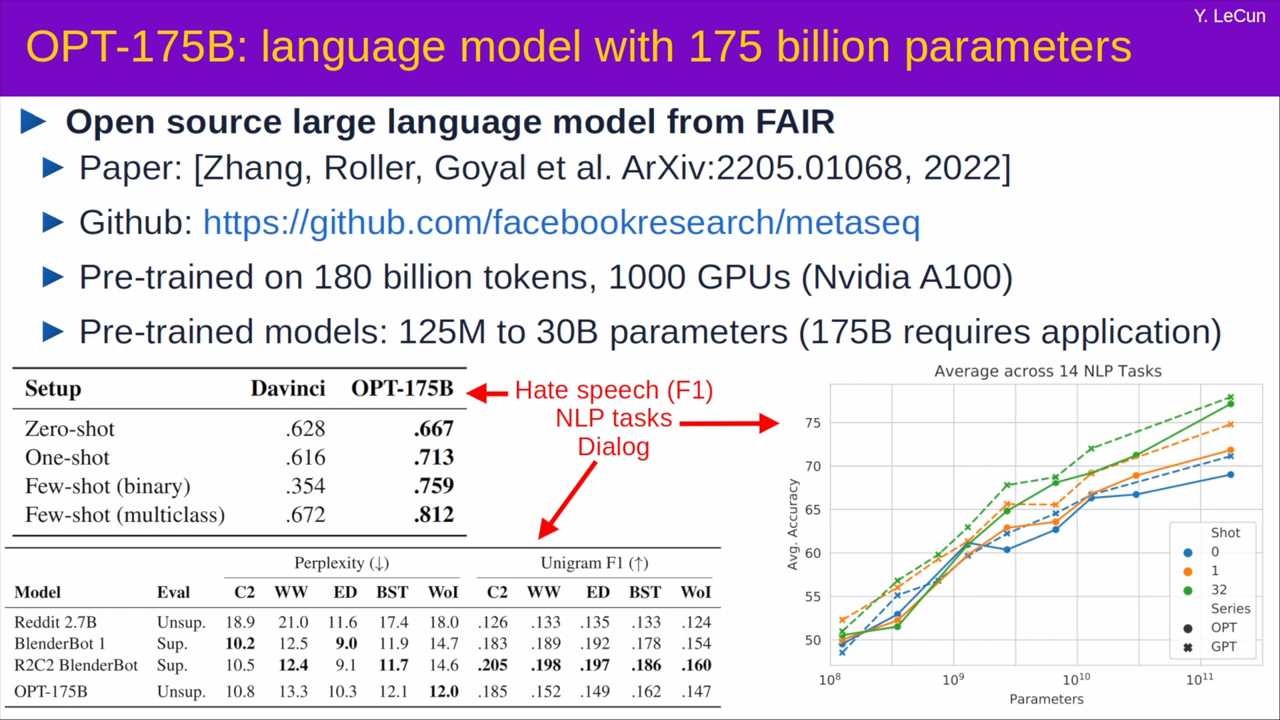 Y. LeCun
OPT-175B: language model with 175 billion parameters
Open source large language model from FAIR
Paper: [Zhang, Roller, Goyal et al. ArXiv:2205.01068, 2022]
Github: https://github.com/facebookresearch/metaseq
Pre-trained on 180 billion tokens, 1000 GPUs (Nvidia A100)
Pre-trained models: 125M to 30B parameters (175B requires application)
Setup Davinci OPT-175B
Zero-shot .628 .667
One-shot .616 .713
Few-shot (binary) .354 .759
Few-shot (multiclass) .672 .812
Hate speech (F1)
NLP tasks
Dialog
Perplexity (↓) Unigram F1 (↑)
Model Eval C2 WW ED BST WoI C2 WW ED BST WoI
Reddit 2.7B Unsup. 18.9 21.0 11.6 17.4 18.0 .126 .133 .135 .133 .124
BlenderBot 1 Sup. 10.2 12.5 9.0 11.9 14.7 .183 .189 .192 .178 .154
R2C2 BlenderBot Sup. 10.5 12.4 9.1 11.7 14.6 .205 .198 .197 .186 .160
OPT-175B Unsup. 10.8 13.3 10.3 12.1 12.0 .185 .152 .149 .162 .147
Average across 14 NLP Tasks
Avg. Accuracy
75
70
65
60
55
50
Shot
0
1
32
Series
OPT
GPT
10⁸ 10⁹ 10¹⁰ 10¹¹
Parameters